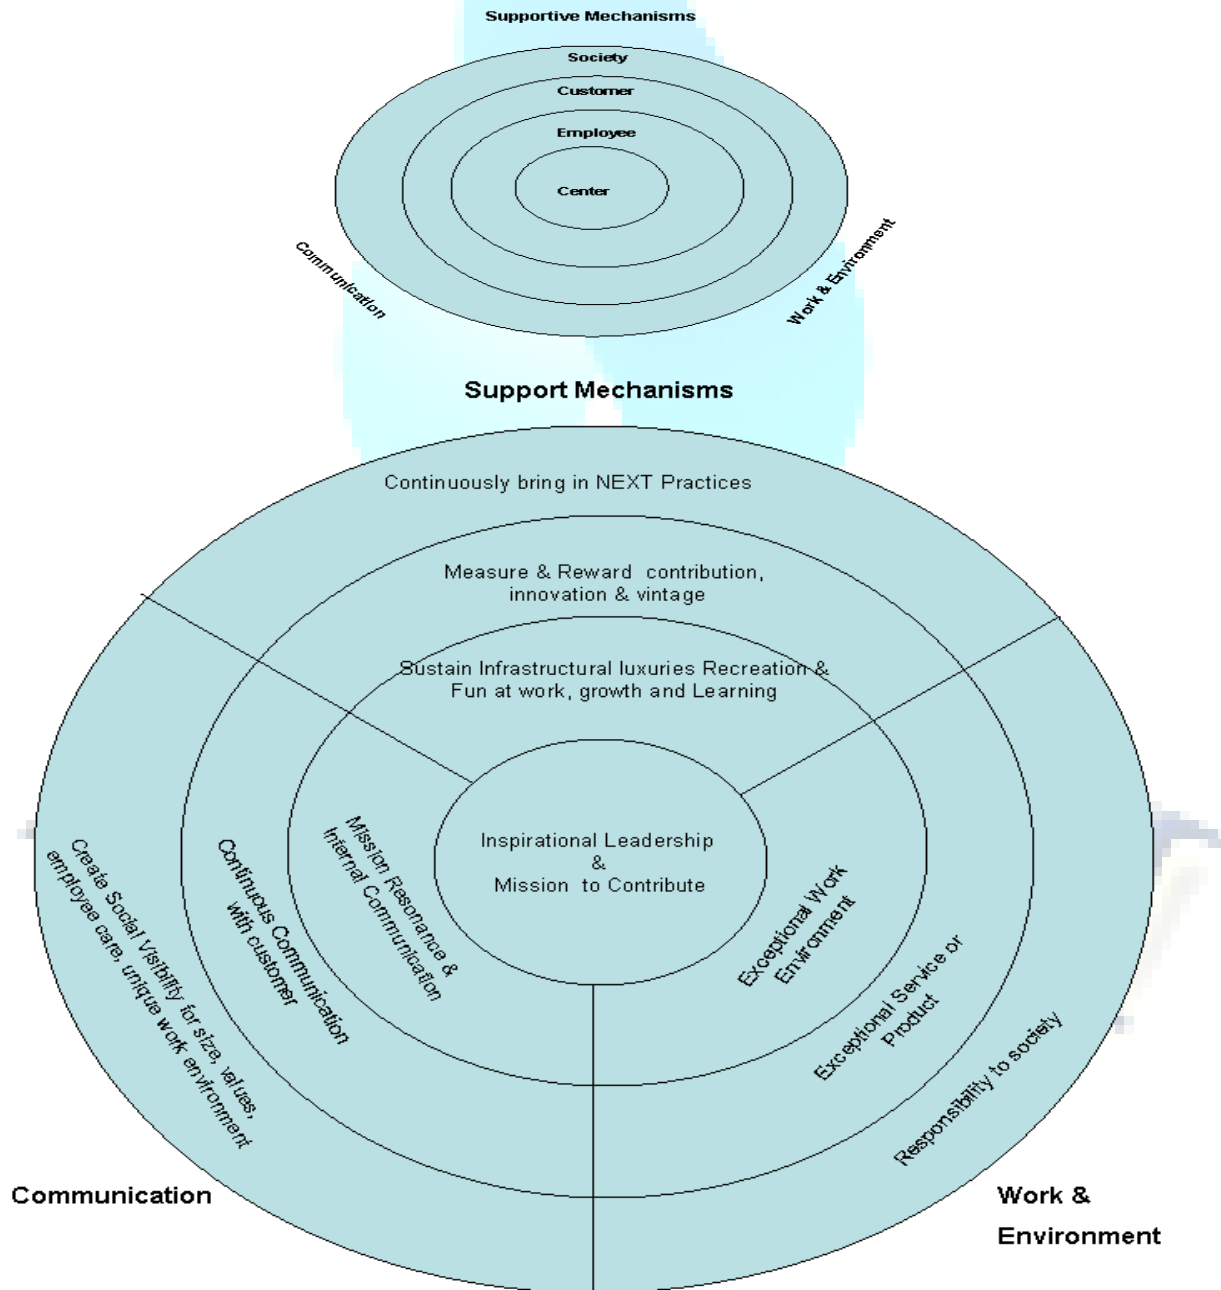 Supportive Mechanisms
Society
Customer
Employee
Center
Communication
Work & Environment
Support Mechanisms
Continuously bring in NEXT Practices
Measure & Reward contribution,
innovation & vintage
Sustain Infrastructural luxuries Recreation &
Fun at work, growth and Learning
Inspirational Leadership
&
Mission to Contribute
Mission Resonance &
Internal Communication
Continuous Communication
with customer
Create Social Visibility for size, values,
employee care, unique work environment
Exceptional Work
Environment
Exceptional Service or
Product
Responsibility to society
Communication
Work &
Environment